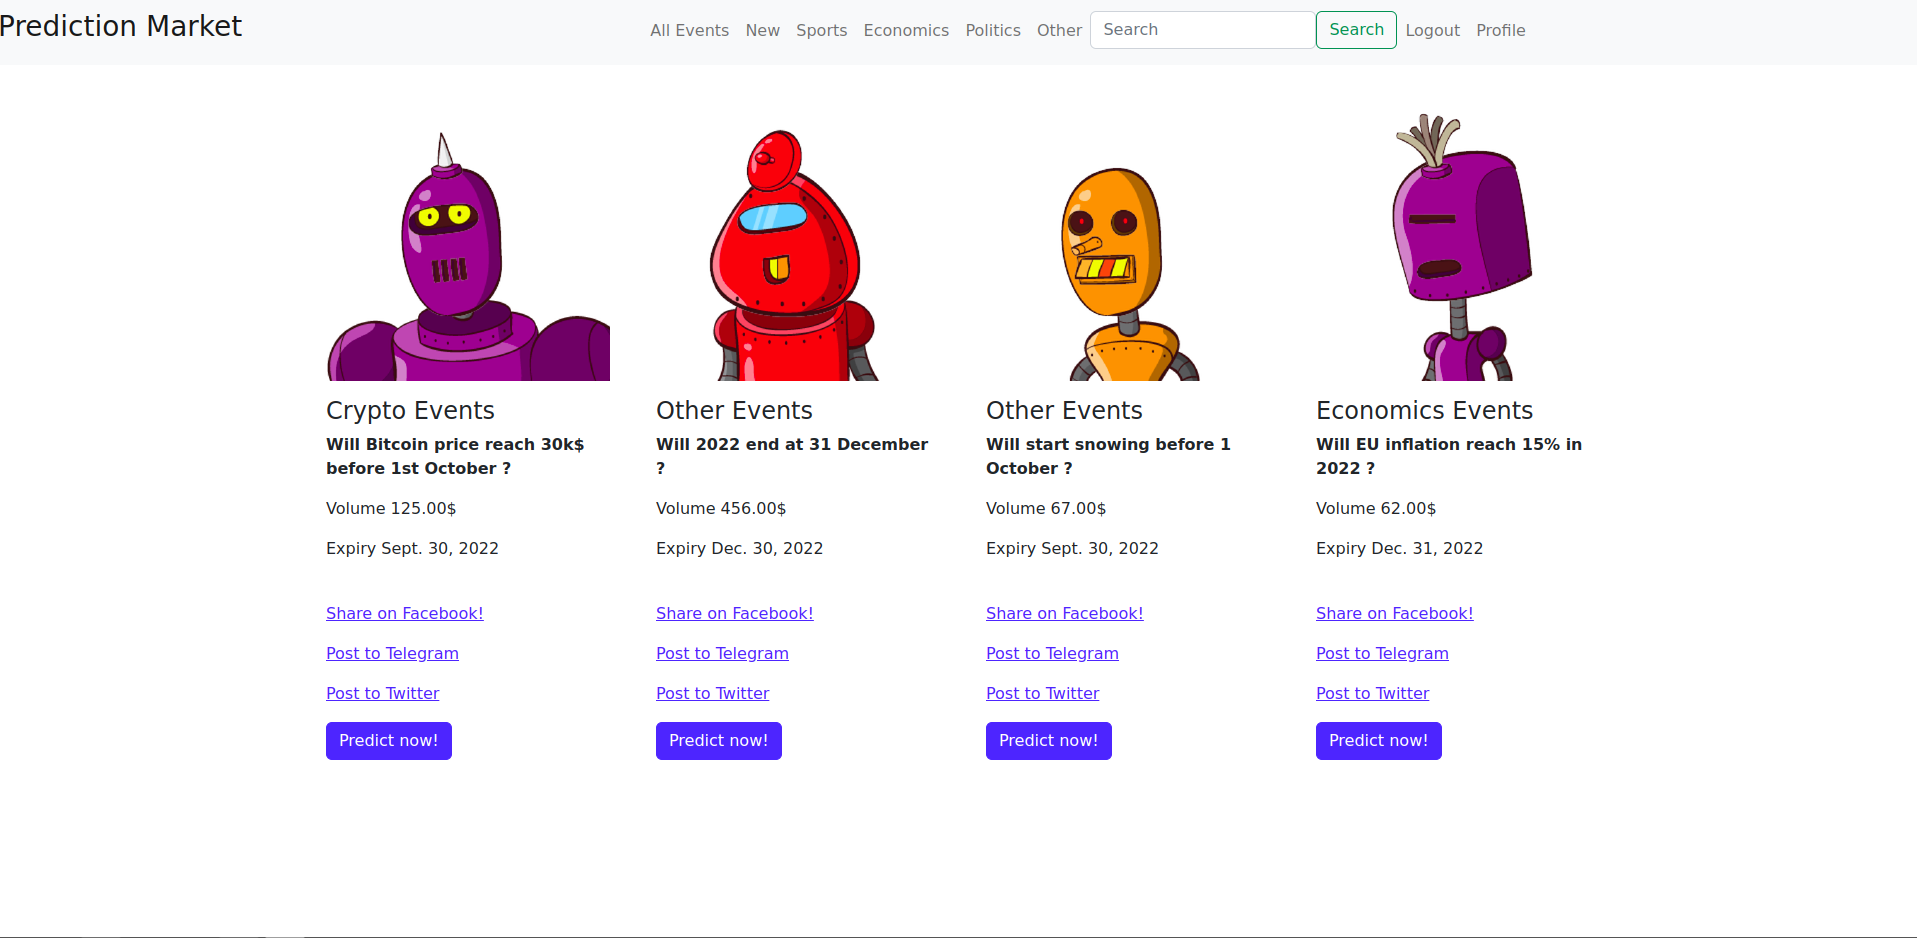 Prediction Market
All Events New Sports Economics Politics Other Search Search Logout Profile
Crypto Events
Will Bitcoin price reach 30k$
before 1st October ?
Volume 125.00$
Expiry Sept. 30, 2022
Share on Facebook!
Post to Telegram
Post to Twitter
Predict now!
Other Events
Will 2022 end at 31 December
?
Volume 456.00$
Expiry Dec. 30, 2022
Share on Facebook!
Post to Telegram
Post to Twitter
Predict now!
Other Events
Will start snowing before 1
October ?
Volume 67.00$
Expiry Sept. 30, 2022
Share on Facebook!
Post to Telegram
Post to Twitter
Predict now!
Economics Events
Will EU inflation reach 15% in
2022 ?
Volume 62.00$
Expiry Dec. 31, 2022
Share on Facebook!
Post to Telegram
Post to Twitter
Predict now!